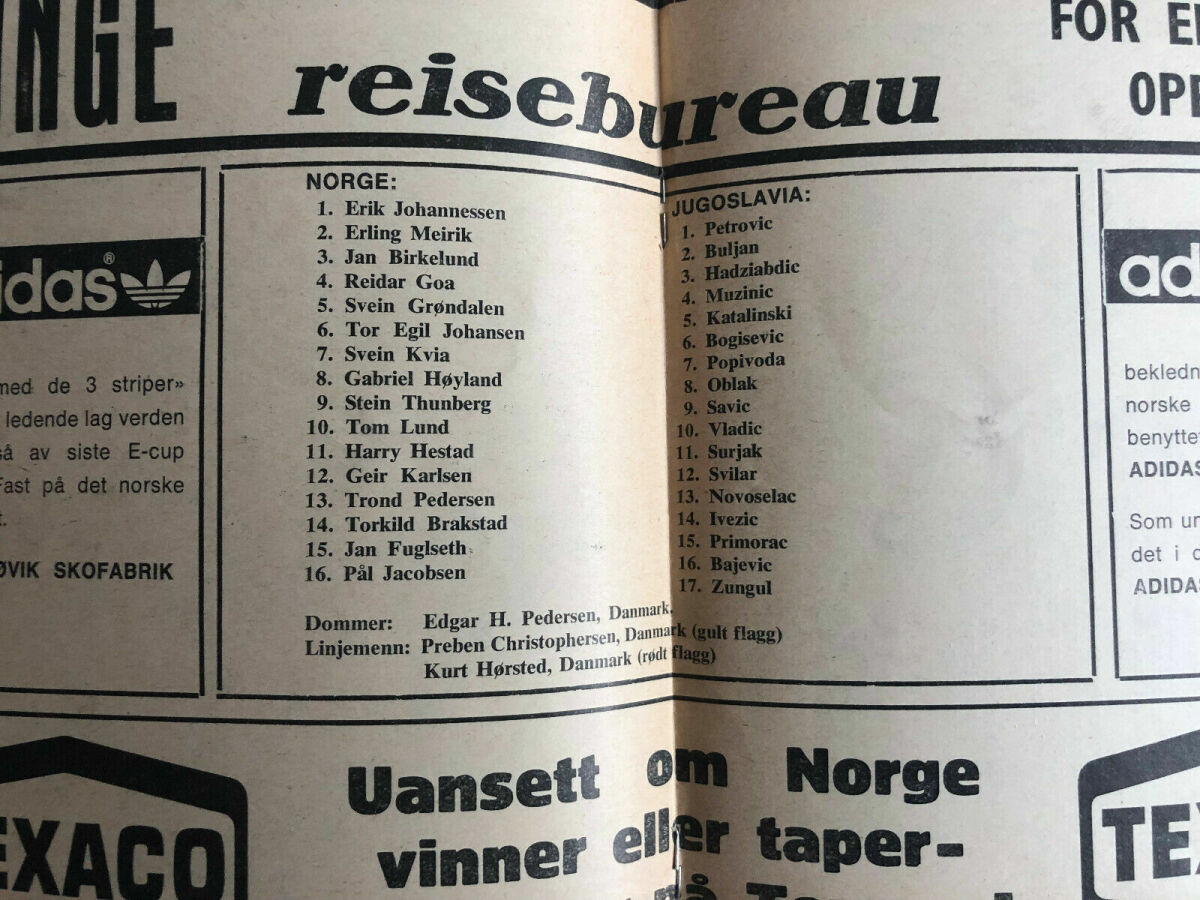 NGE
reisebureau
FOR E
OPP
NORGE:
1. Erik Johannessen
2. Erling Meirik
3. Jan Birkelund
4. Reidar Goa
5. Svein Grøndalen
6. Tor Egil Johansen
7. Svein Kvia
8. Gabriel Høyland
9. Stein Thunberg
10. Tom Lund
11. Harry Hestad
12. Geir Karlsen
13. Trond Pedersen
14. Torkild Brakstad
15. Jan Fuglseth
16. Pål Jacobsen
JUGOSLAVIA:
1. Petrovic
2. Buljan
3. Hadziabdic
4. Muzinic
5. Katalinski
6. Bogisevic
7. Popivoda
8. Oblak
9. Savic
10. Vladic
11. Surjak
12. Svilar
13. Novoselac
14. Ivezic
15. Primorac
16. Bajevic
17. Zungul
Dommer: Edgar H. Pedersen, Danmark.
Linjemenn: Preben Christophersen, Danmark (gult flagg)
Kurt Hørsted, Danmark (rødt flagg)
idas®
med de 3 striper»
ledende lag verden
så av siste E-cup
Fast på det norske
t.
ØVIK SKOFABRIK
ad
bekledn
norske
benytte
ADIDAS
Som un
det i d
ADIDAS
EXACO
Uansett om Norge
vinner eller taper-
TE